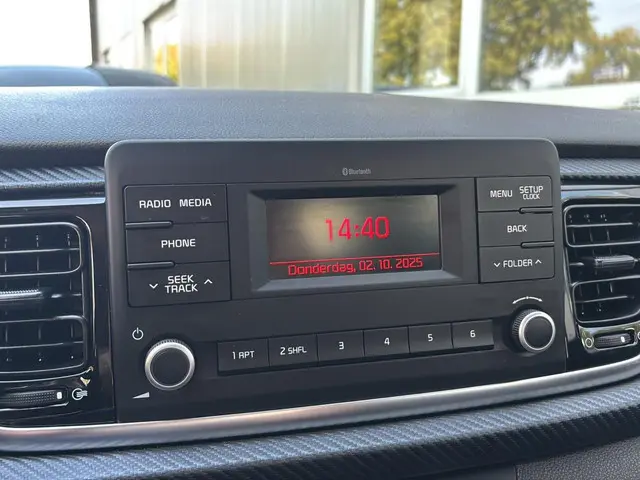 Bluetooth
RADIO MEDIA
PHONE
SEEK
TRACK
14:40
Donderdag, 02.10.2025
MENU SETUP
CLOCK
BACK
FOLDER
1 RPT
2 SHFL
3
4
5
6